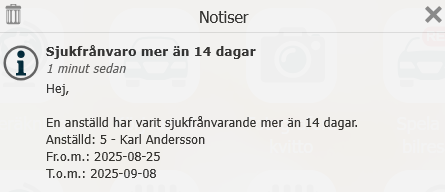 Notiser
Sjukfrånvaro mer än 14 dagar
1 minut sedan
Hej,
En anställd har varit sjukfrånvarande mer än 14 dagar.
Anställd: 5 - Karl Andersson
Fr.o.m.: 2025-08-25
T.o.m.: 2025-09-08